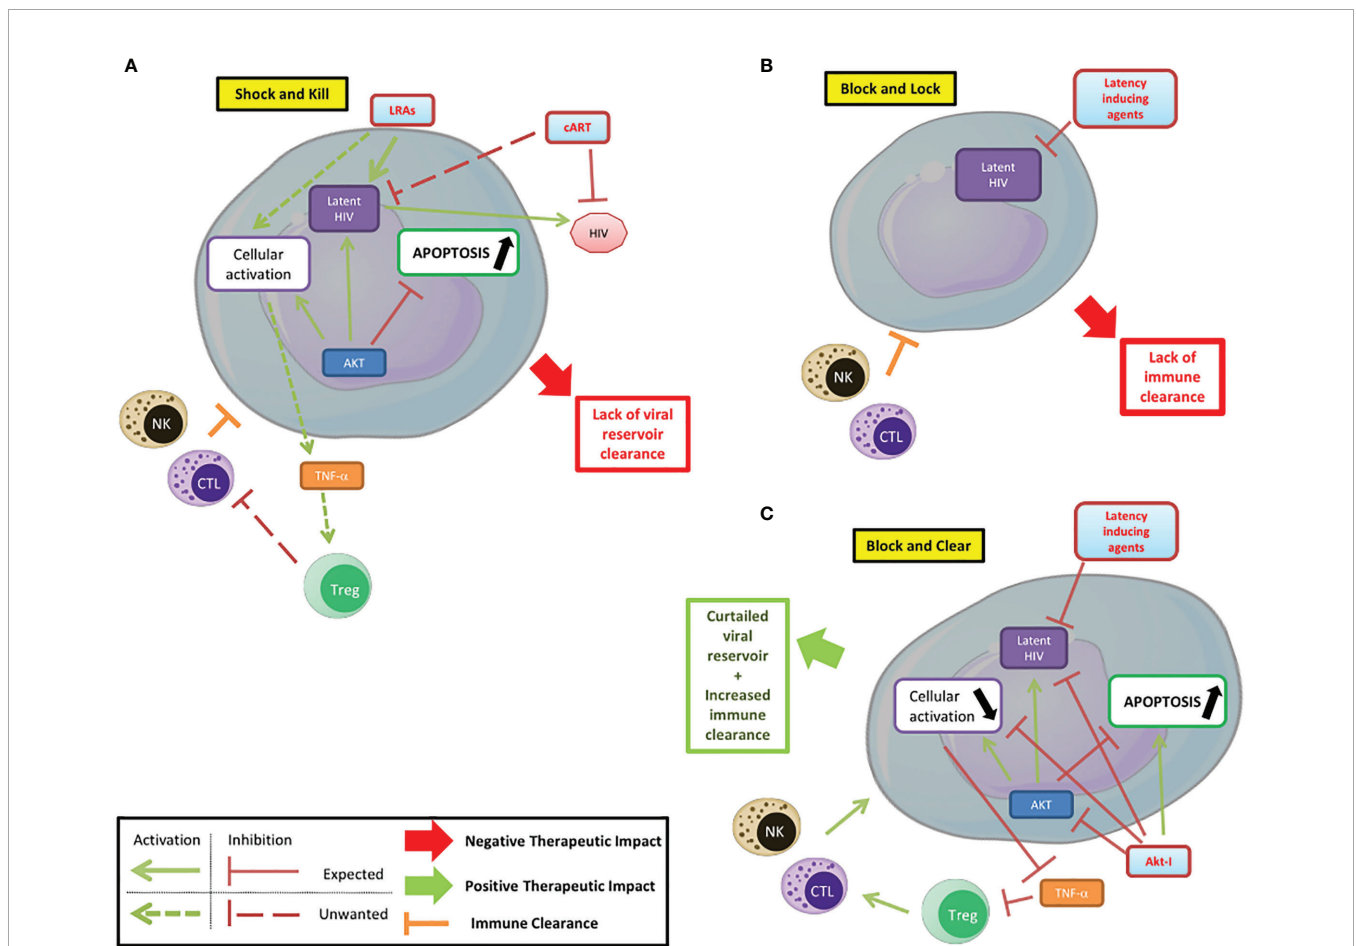 A
Shock and Kill
LRAs
cART
Latent
HIV
HIV
Cellular
activation
APOPTOSIS
AKT
NK
CTL
TNF-α
Treg
Lack of viral
reservoir
clearance
B
Block and Lock
Latency
inducing
agents
Latent
HIV
NK
CTL
Lack of
immune
clearance
C
Block and Clear
Latency
inducing
agents
Curtailed
viral
reservoir
+
Increased
immune
clearance
Latent
HIV
Cellular
activation
APOPTOSIS
AKT
NK
CTL
Treg
TNF-α
Akt-I
Activation
Inhibition
Expected
Unwanted
Negative Therapeutic Impact
Positive Therapeutic Impact
Immune Clearance